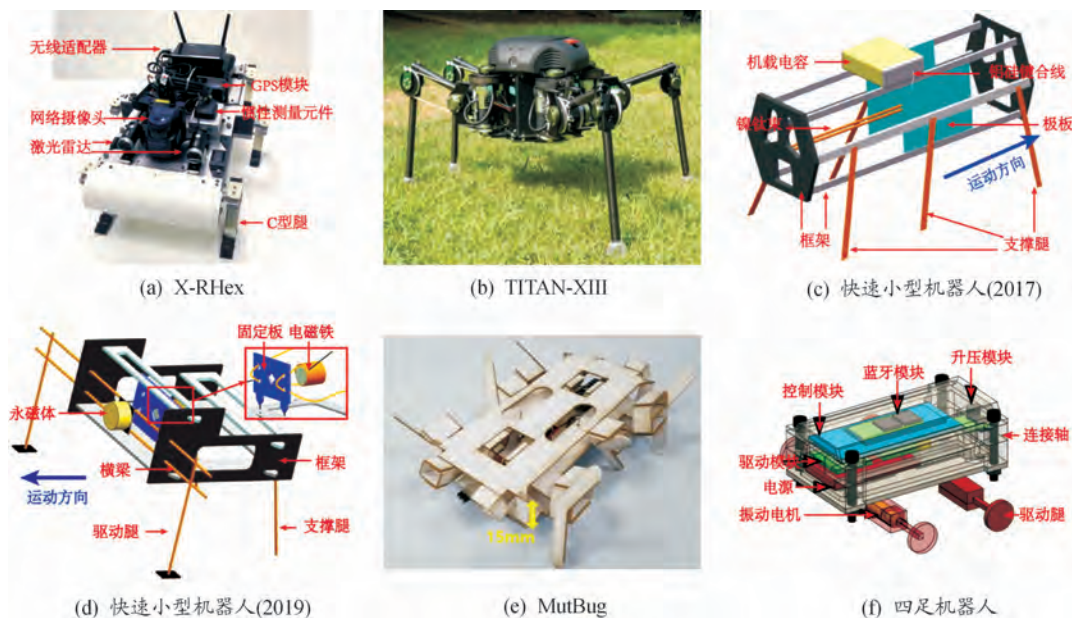 无线适配器
GPS模块
网络摄像头
惯性测量元件
激光雷达
C型腿
(a) X-RHex
(b) TITAN-XIII
机载电容
铝硅键合线
镍钛束
极板
运动方向
框架
支撑腿
(c) 快速小型机器人(2017)
固定板 电磁铁
永磁体
横梁
框架
运动方向
驱动腿
支撑腿
(d) 快速小型机器人(2019)
15mm
(e) MutBug
升压模块
蓝牙模块
控制模块
连接轴
驱动模块
电源
振动电机
驱动腿
(f) 四足机器人